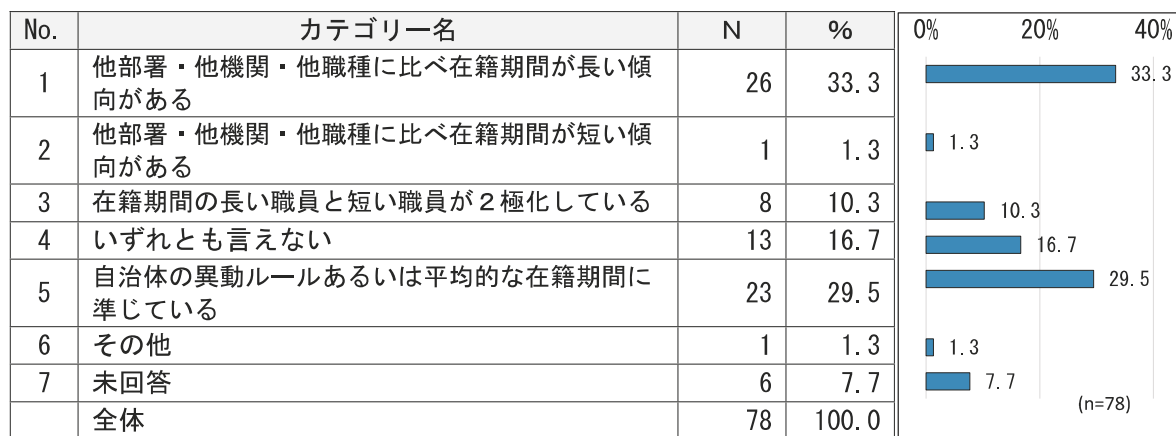 No. カテゴリー名 N %
1 他部署・他機関・他職種に比べ在籍期間が長い傾 26 33.3
向がある
2 他部署・他機関・他職種に比べ在籍期間が短い傾 1 1.3
向がある
3 在籍期間の長い職員と短い職員が２極化している 8 10.3
4 いずれとも言えない 13 16.7
5 自治体の異動ルールあるいは平均的な在籍期間に 23 29.5
準じている
6 その他 1 1.3
7 未回答 6 7.7
全体 78 100.0
0% 20% 40%
33.3
1.3
10.3
16.7
29.5
1.3
7.7
(n=78)